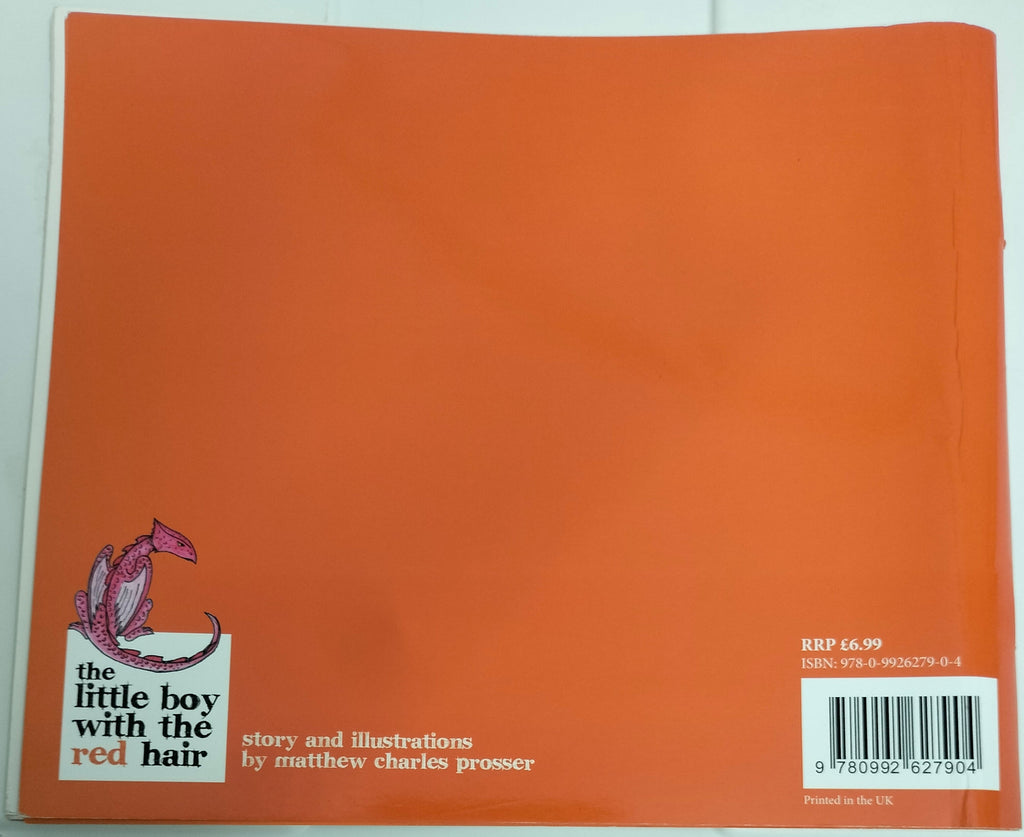 the
little boy
with the
red hair
story and illustrations
by matthew charles prosser
RRP £6.99
ISBN: 978-0-9926279-0-4
9 780992 627904
Printed in the UK